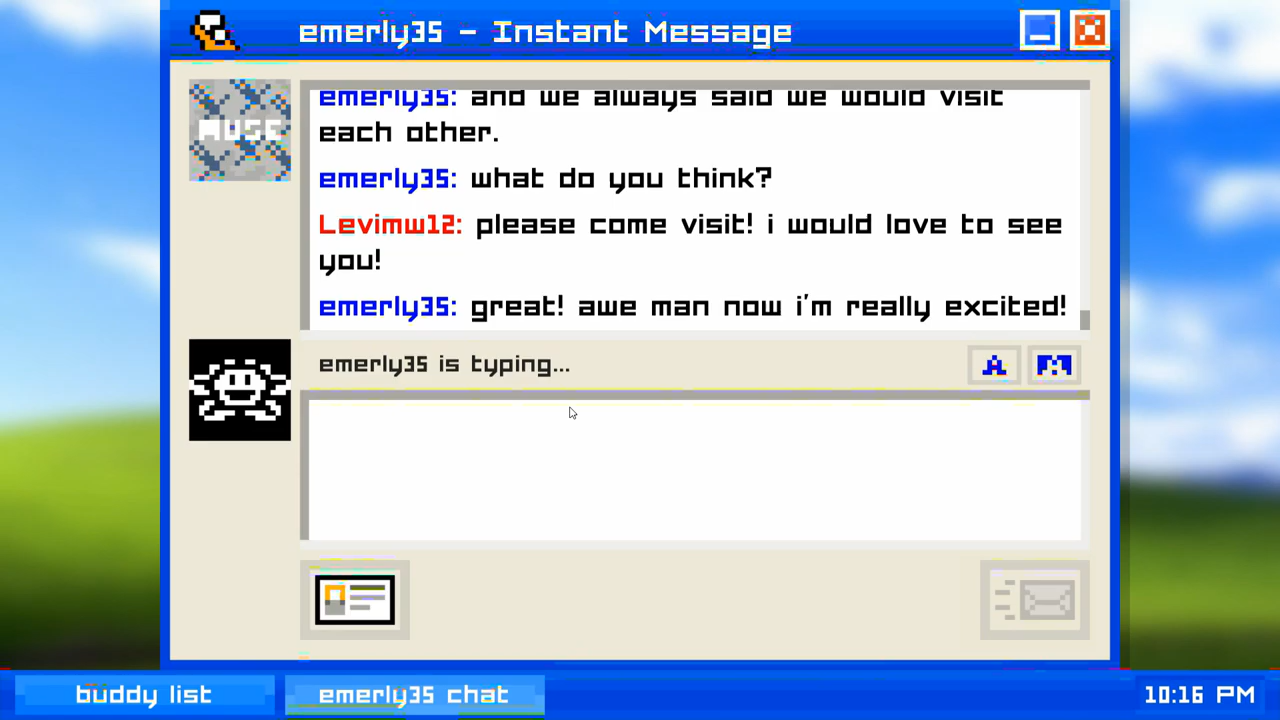 emerly35 - Instant Message
MUSE
emerly35: and we always said we would visit
each other.
emerly35: what do you think?
Levimw12: please come visit! i would love to see
you!
emerly35: great! awe man now i'm really excited!
emerly35 is typing...
A
A
buddy list
emerly35 chat
10:16 PM